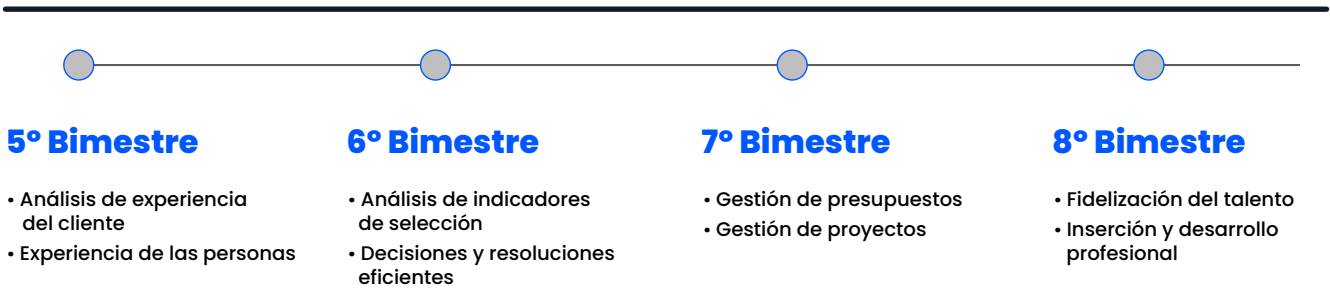 5º Bimestre
• Análisis de experiencia
del cliente
• Experiencia de las personas
6º Bimestre
• Análisis de indicadores
de selección
• Decisiones y resoluciones
eficientes
7º Bimestre
• Gestión de presupuestos
• Gestión de proyectos
8º Bimestre
• Fidelización del talento
• Inserción y desarrollo
profesional